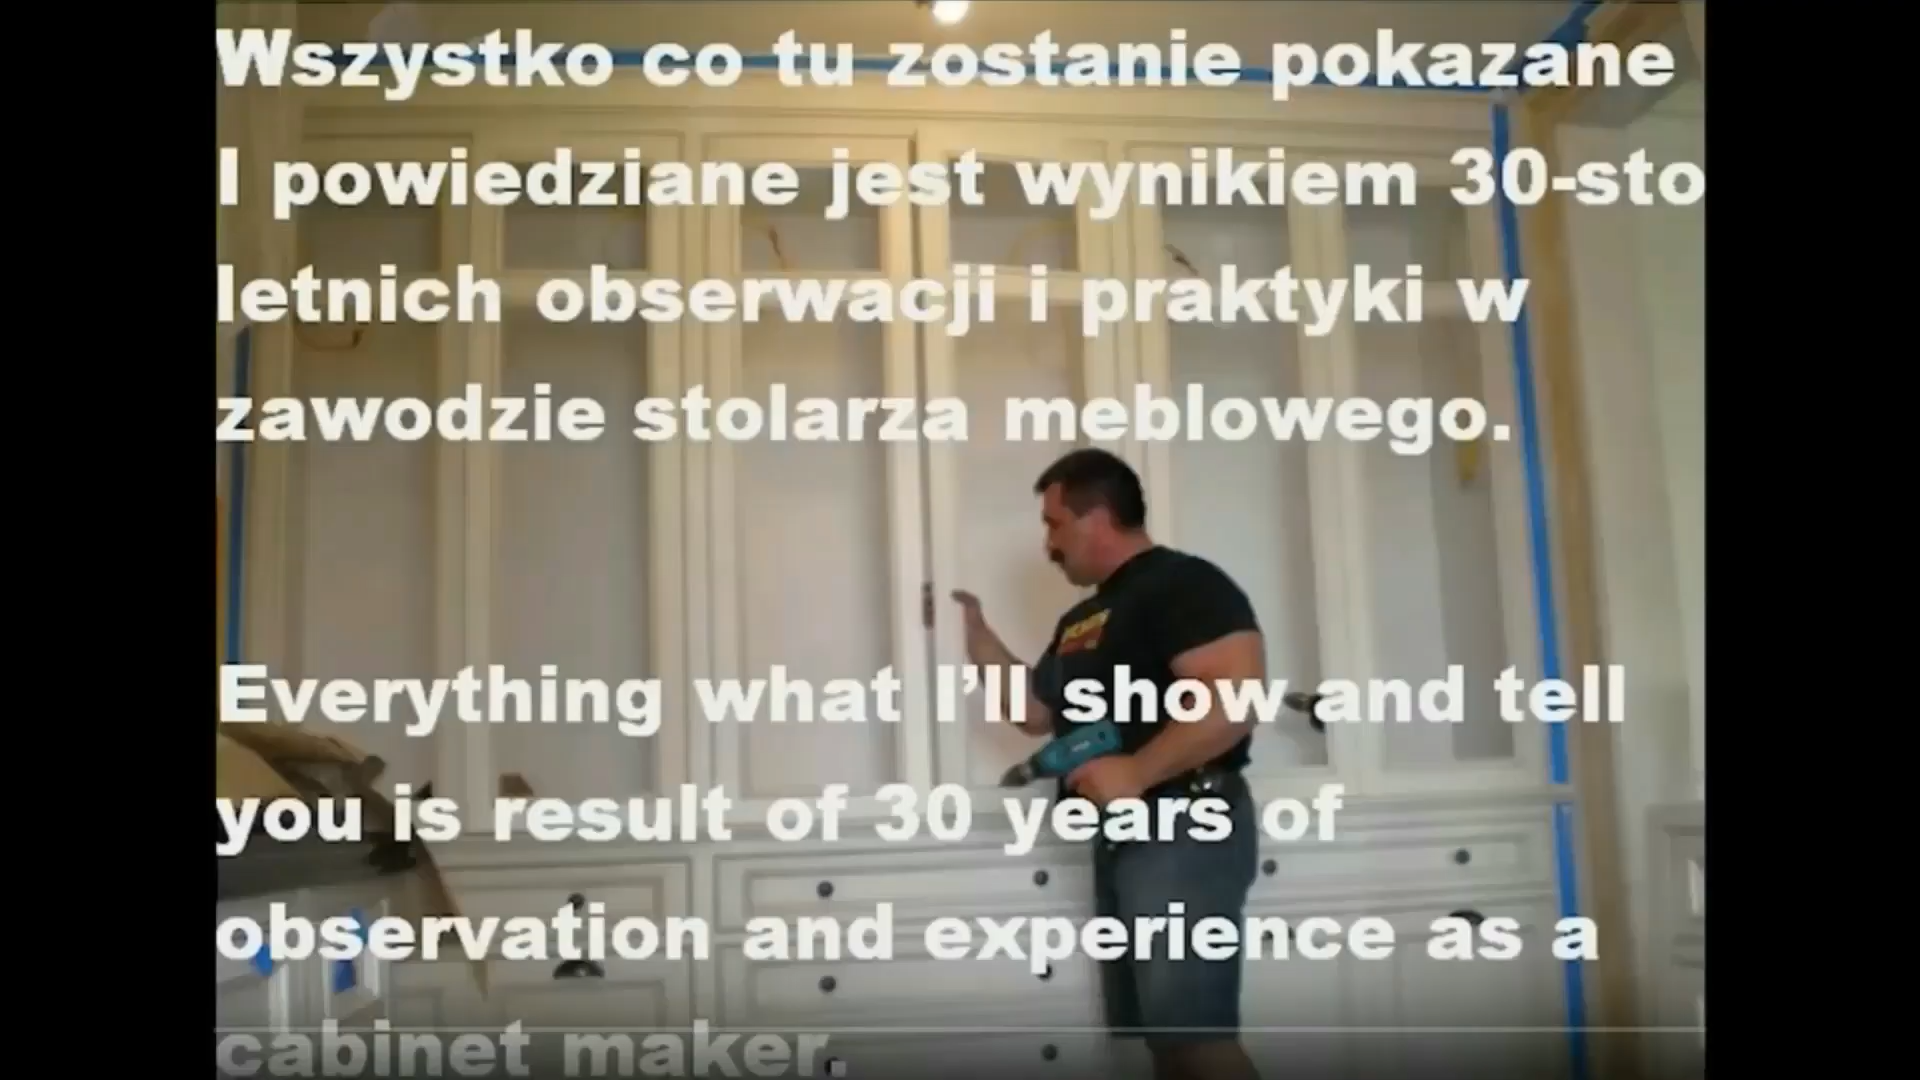 Wszystko co tu zostanie pokazane
I powiedziane jest wynikiem 30-sto
letnich obserwacji i praktyki w
zawodzie stolarza meblowego.
Everything what I'll show and tell
you is result of 30 years of
observation and experience as a
cabinet maker.